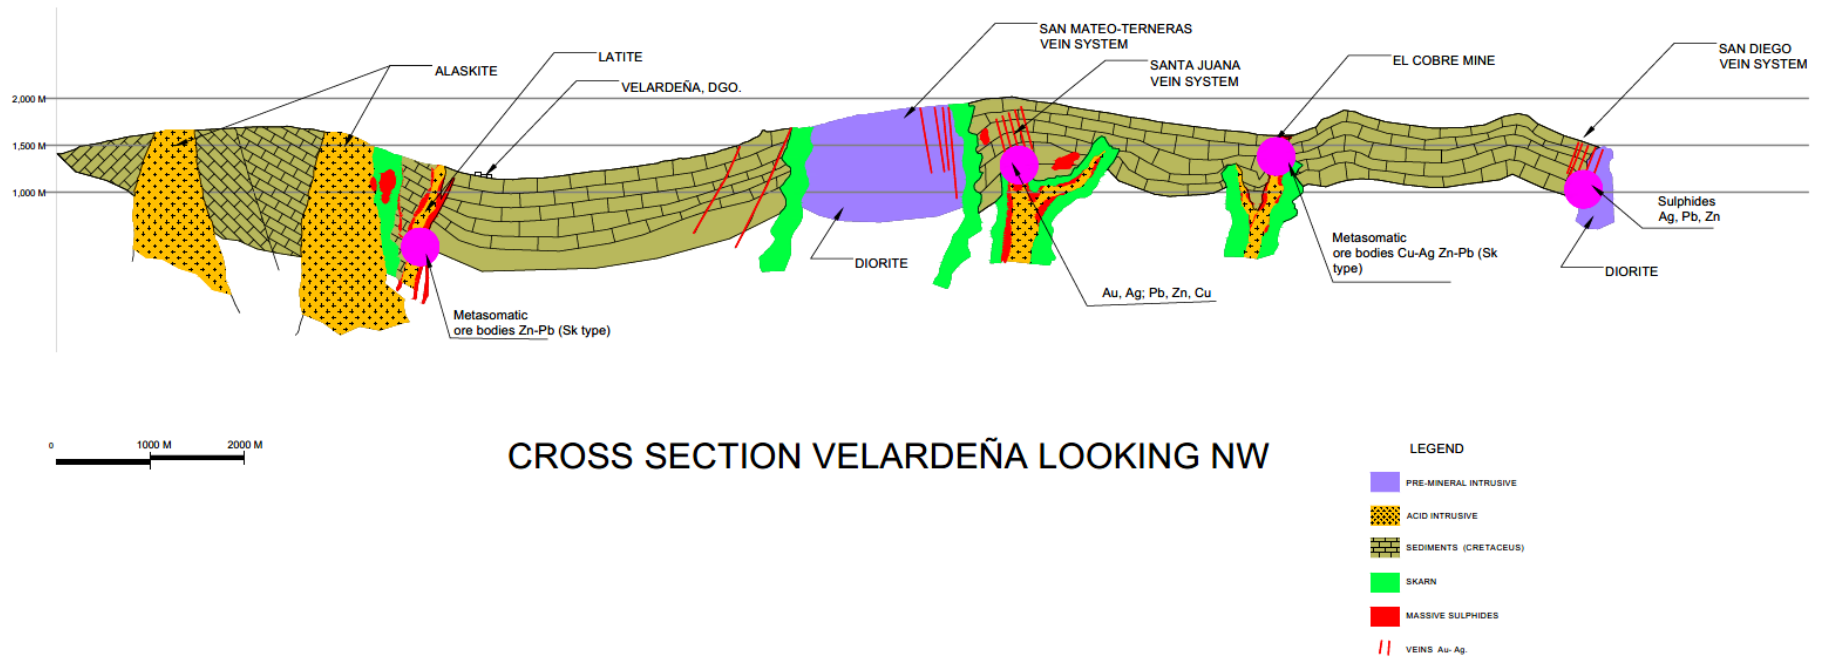 SAN MATEO-TERNERAS
VEIN SYSTEM
SAN DIEGO
VEIN SYSTEM
LATITE
ALASKITE
SANTA JUANA
VEIN SYSTEM
EL COBRE MINE
VELARDEÑA, DGO.
2,000 M
1,500 M
1,000 M
Sulphides
Ag, Pb, Zn
Metasomatic
ore bodies Cu-Ag Zn-Pb (Sk
type)
DIORITE
DIORITE
Au, Ag; Pb, Zn, Cu
Metasomatic
ore bodies Zn-Pb (Sk type)
0 1000 M 2000 M
CROSS SECTION VELARDEÑA LOOKING NW
LEGEND
PRE-MINERAL INTRUSIVE
ACID INTRUSIVE
SEDIMENTS (CRETACEUS)
SKARN
MASSIVE SULPHIDES
VEINS Au- Ag.